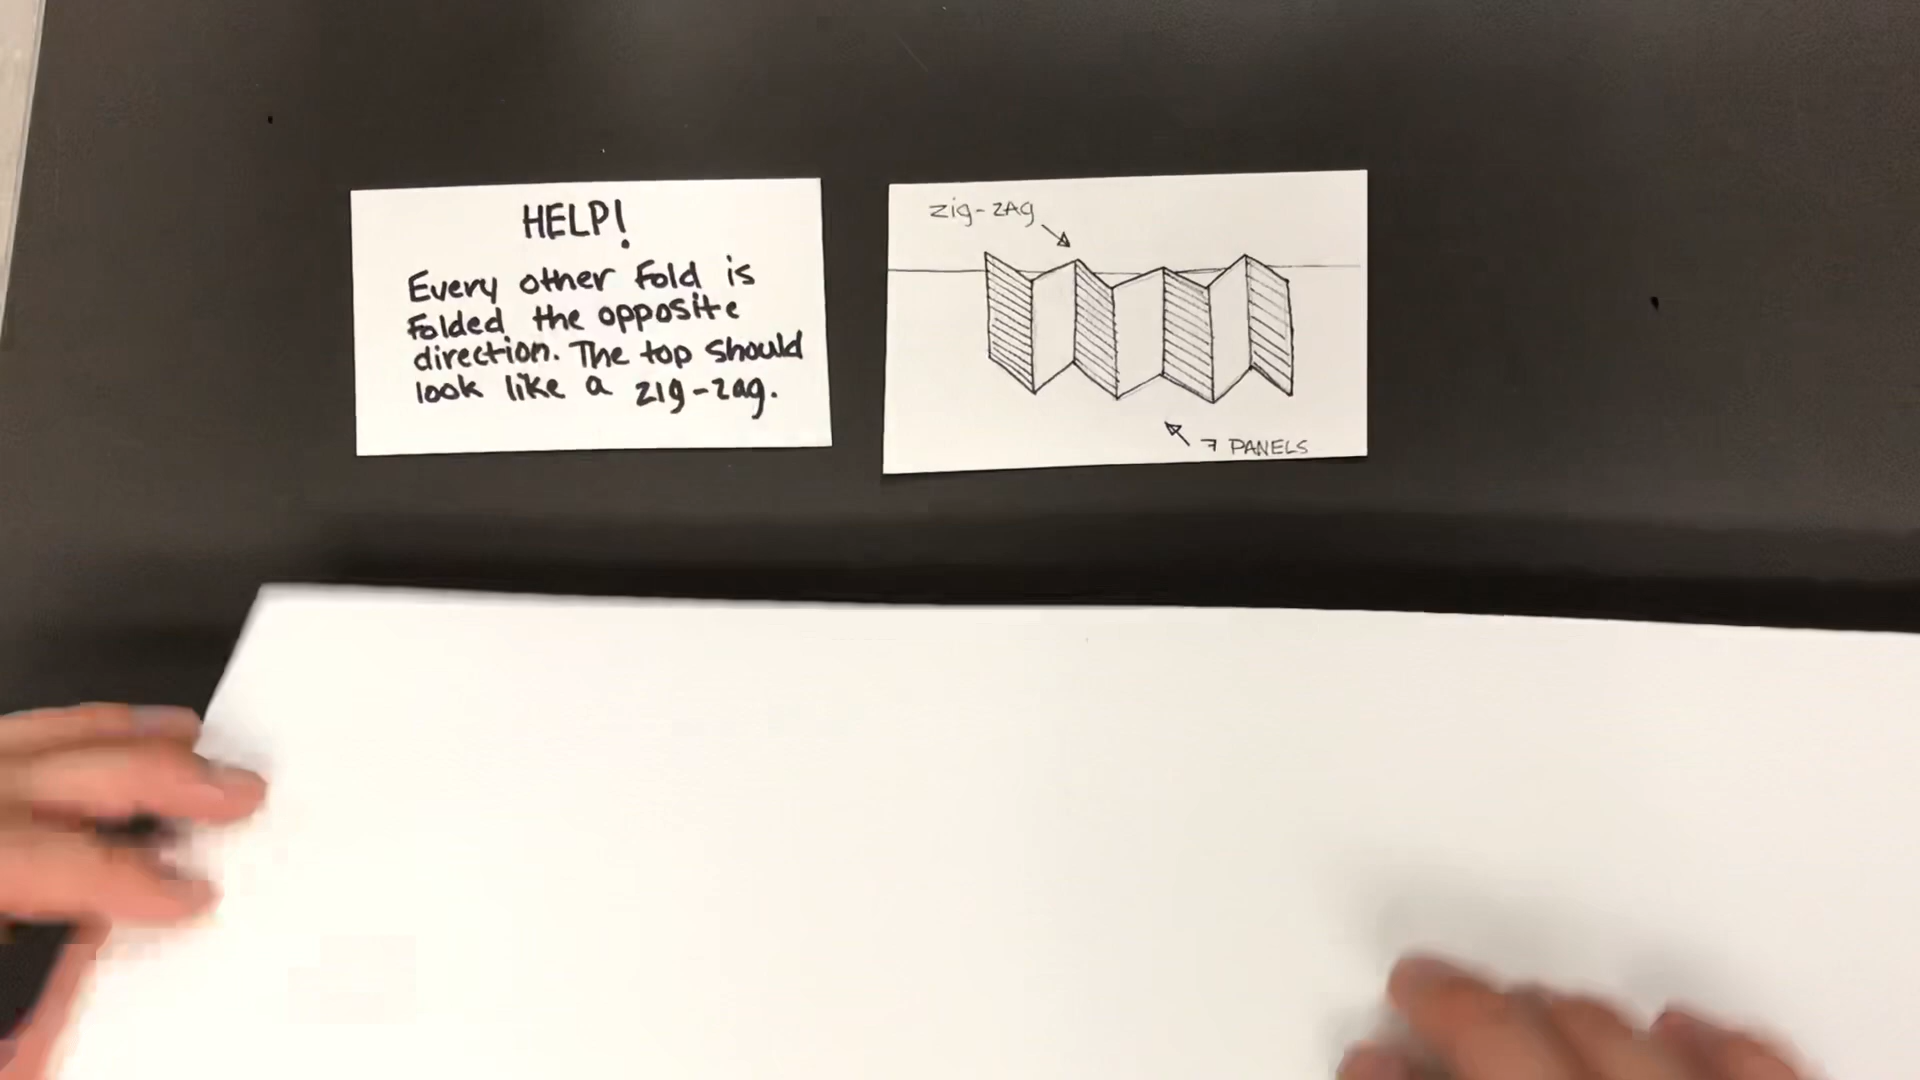 HELP!
Every other Fold is
Folded the opposite
direction. The top should
look like a zig-zag.
zig-zag
7 PANELS